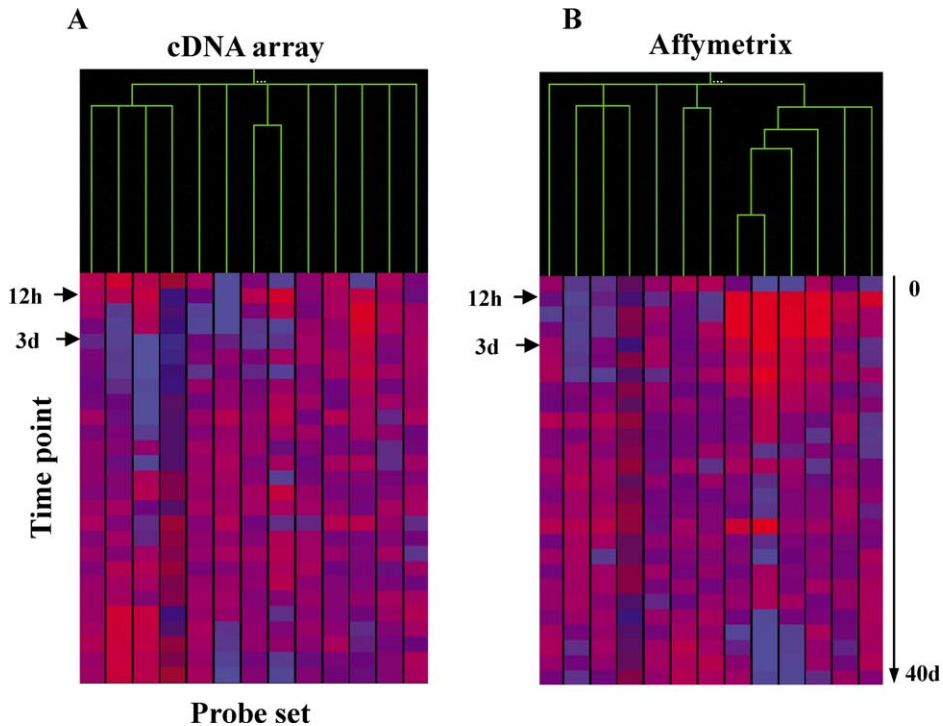 A
cDNA array
...
12h
3d
Time point
Probe set
B
Affymetrix
...
12h
3d
0
40d